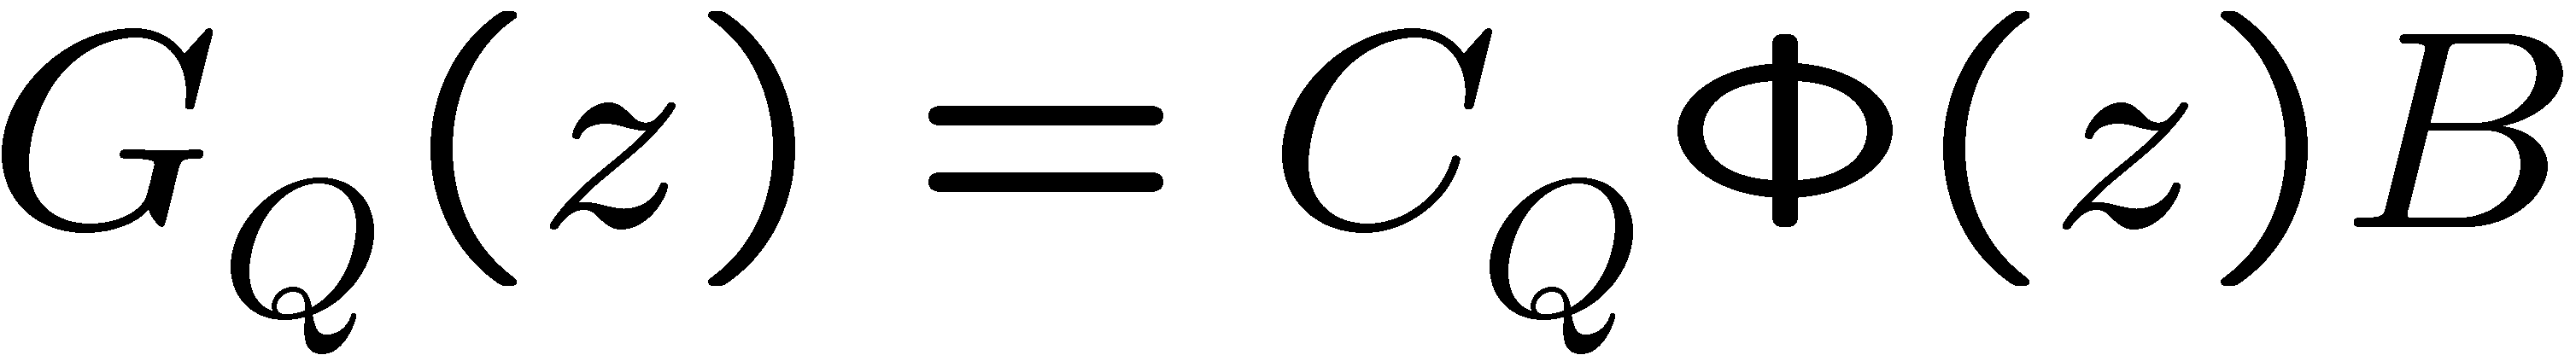 G_Q(z) = C_Q Φ(z)B